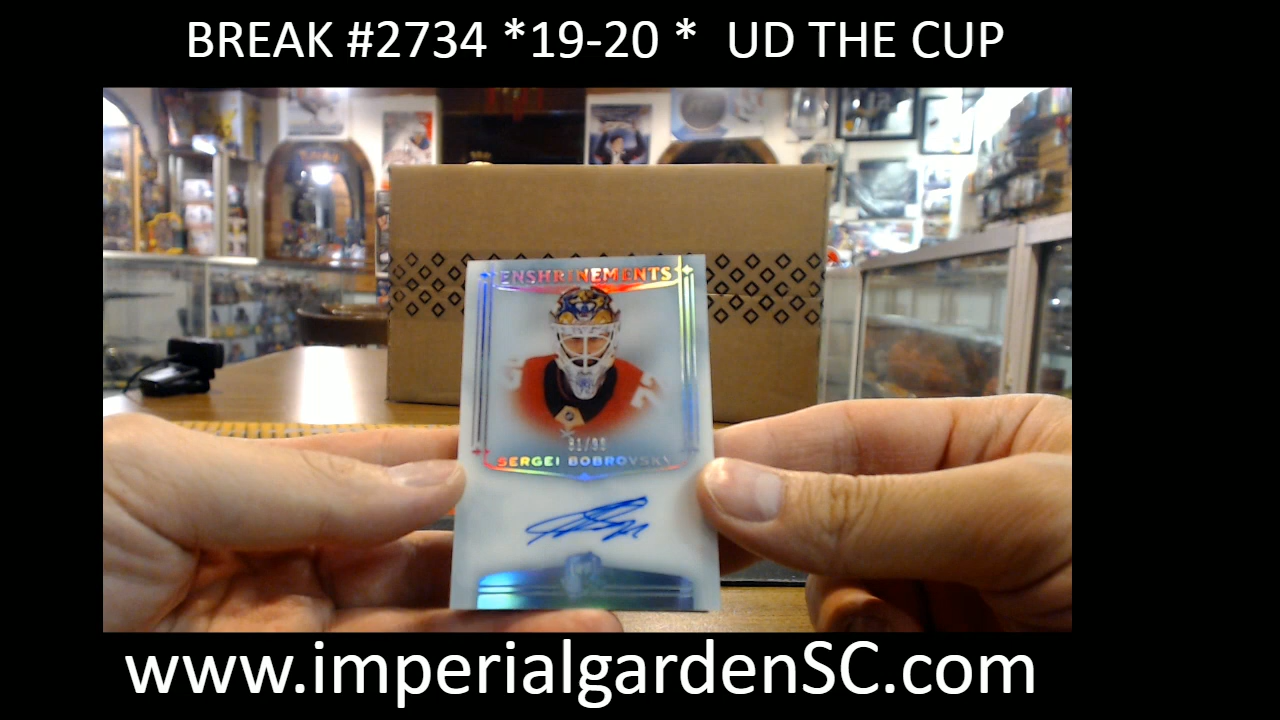 BREAK #2734 *19-20 *  UD THE CUP
ENSHRINEMENTS
SERGEI BOBROVSKY
www.imperialgardenSC.com